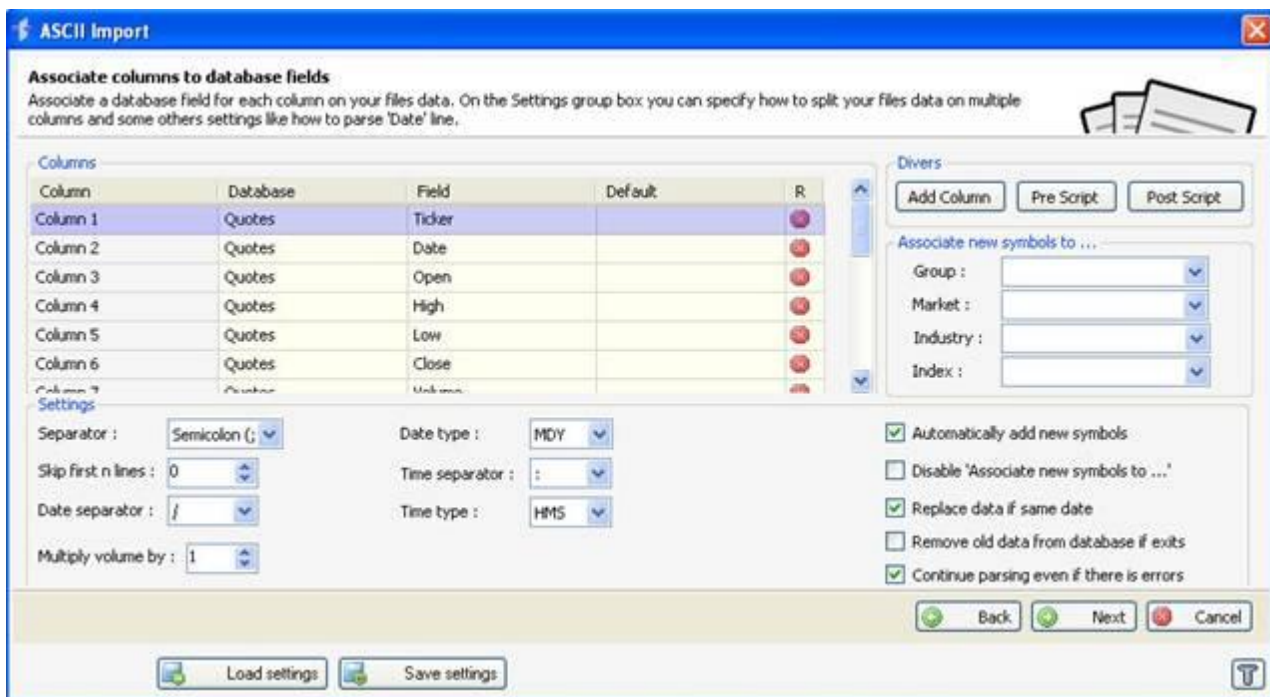 ASCII Import
Associate columns to database fields
Associate a database field for each column on your files data. On the Settings group box you can specify how to split your files data on multiple
columns and some others settings like how to parse 'Date' line.
Columns
Column Database Field Default R
Column 1 Quotes Ticker
Column 2 Quotes Date
Column 3 Quotes Open
Column 4 Quotes High
Column 5 Quotes Low
Column 6 Quotes Close
Column 7 Quotes Volume
Divers
Add Column Pre Script Post Script
Associate new symbols to ...
Group :
Market :
Industry :
Index :
Settings
Separator : Semicolon (; Date type : MDY
Skip first n lines : 0 Time separator : :
Date separator : / Time type : HMS
Multiply volume by : 1
Automatically add new symbols
Disable 'Associate new symbols to ...'
Replace data if same date
Remove old data from database if exits
Continue parsing even if there is errors
Back Next Cancel
Load settings Save settings
T